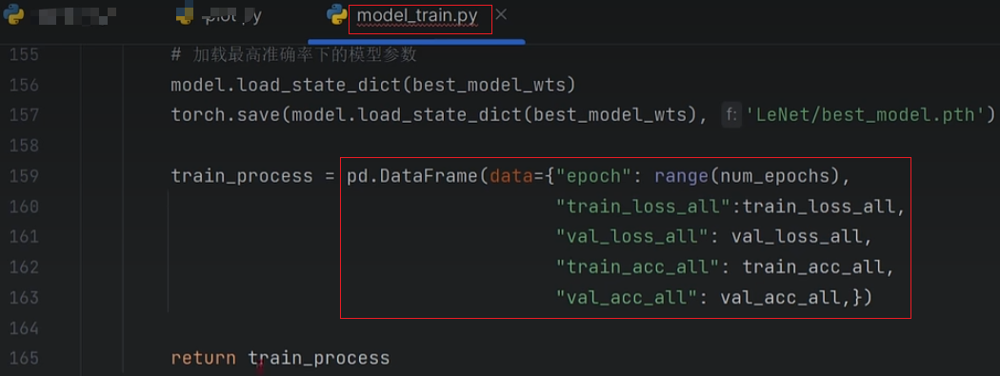 plot.py
model_train.py
155 # 加载最高准确率下的模型参数
156 model.load_state_dict(best_model_wts)
157 torch.save(model.load_state_dict(best_model_wts), f: 'LeNet/best_model.pth')
158
159 train_process = pd.DataFrame(data={"epoch": range(num_epochs),
160 "train_loss_all":train_loss_all,
161 "val_loss_all": val_loss_all,
162 "train_acc_all": train_acc_all,
163 "val_acc_all": val_acc_all,})
164
165 return train_process